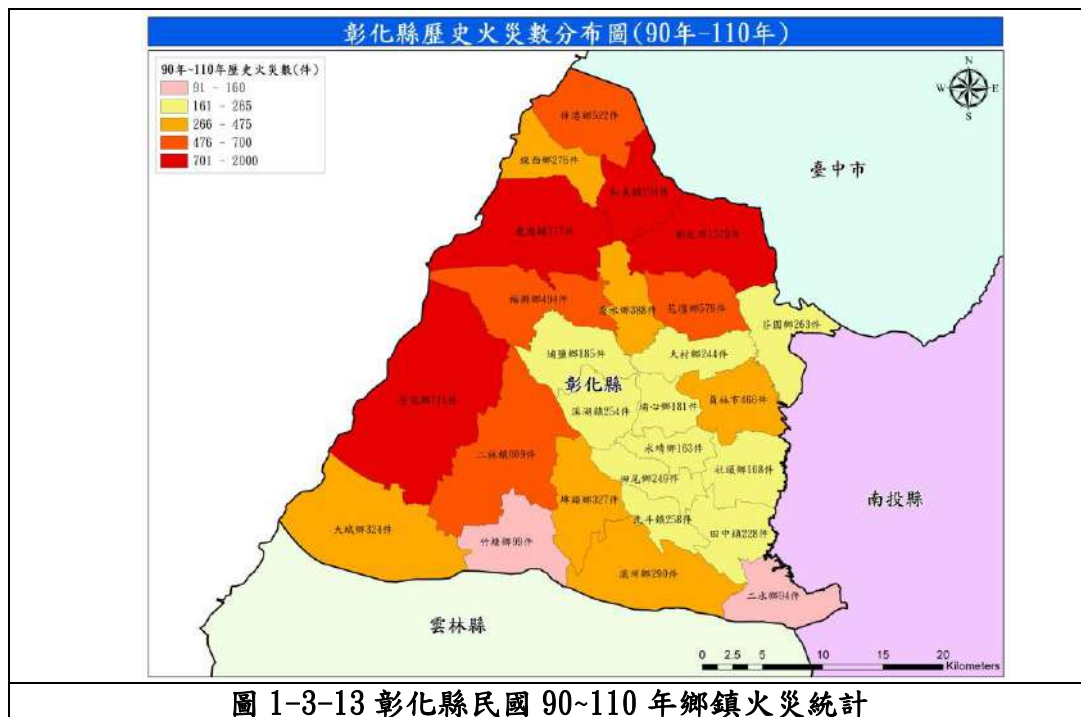 彰化縣歷史火災數分布圖(90年-110年)
90年~110年歷史火災數(件)
91 - 160
161 - 265
266 - 475
476 - 700
701 - 2000
N
W
E
S
伸港鄉522件
線西鄉276件
臺中市
和美鎮
鹿港鎮
彰化市
福興鄉494件
秀水鄉388件
花壇鄉576件
芬園鄉263件
埔鹽鄉185件
大村鄉244件
彰化縣
溪湖鎮254件
埔心鄉181件
員林市466件
永靖鄉163件
社頭鄉168件
二林鎮
田尾鄉249件
埤頭鄉327件
北斗鎮258件
田中鎮228件
南投縣
大城鄉324件
竹塘鄉99件
溪州鄉290件
二水鄉94件
雲林縣
0 2.5 5 10 15 20
Kilometers
圖 1-3-13 彰化縣民國 90~110 年鄉鎮火災統計